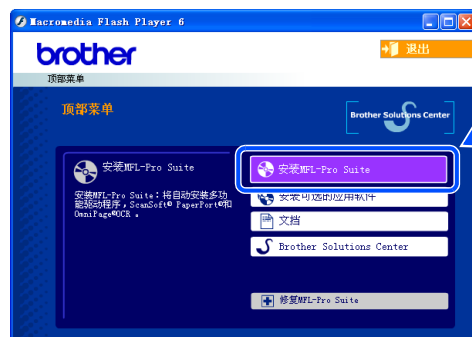 Macromedia Flash Player 6
brother
退出
顶部菜单
顶部菜单
Brother Solutions Center
安装MFL-Pro Suite
安装MFL-Pro Suite
安装MFL-Pro Suite：将自动安装多功
能驱动程序，ScanSoft® PaperPort®和
OmniPage®OCR 。
安装可选的应用软件
文挡
Brother Solutions Center
修复MFL-Pro Suite